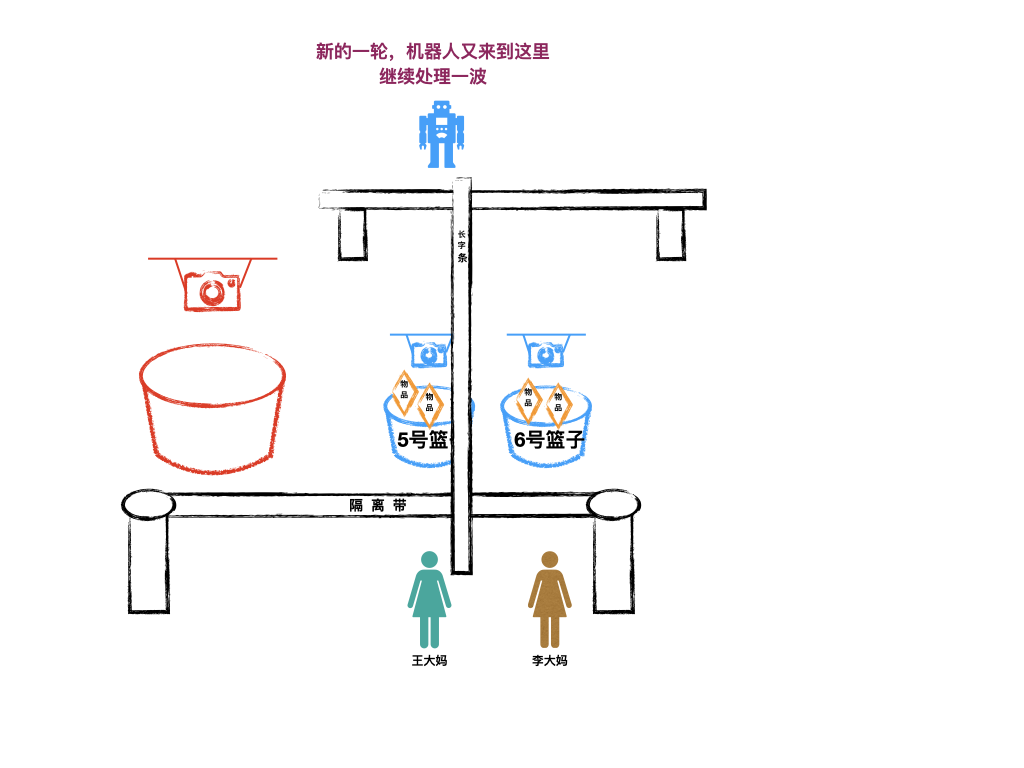 新的一轮，机器人又来到这里
继续处理一波
长
字
条
物
品
物
品
物
品
物
品
5号篮
6号篮子
隔 离 带
王大妈
李大妈